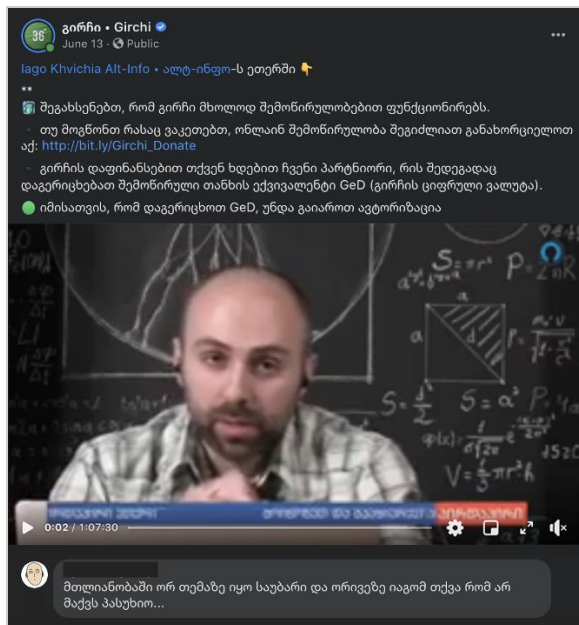 გირჩი • Girchi
June 13 • Public
Iago Khvichia Alt-Info • ალტ-ინფო-ს ეთერში 👇
**
შეგახსენებთ, რომ გირჩი მხოლოდ შემოწირულობებით ფუნქციონირებს.
- თუ მოგწონთ რასაც ვაკეთებთ, ონლაინ შემოწირულობა შეგიძლიათ განახორციელოთ
აქ: http://bit.ly/Girchi_Donate
- გირჩის დაფინანსებით თქვენ ხდებით ჩვენი პარტნიორი, რის შედეგადაც
დაგერიცხებათ შემოწირული თანხის ექვივალენტი GeD (გირჩის ციფრული ვალუტა).
🟢 იმისათვის, რომ დაგერიცხოთ GeD, უნდა გაიაროთ ავტორიზაცია
S=πr²
a
a
d
S=a²
პირდაპირი
0:02 / 1:07:30
მთლიანობაში ორ თემაზე იყო საუბარი და ორივეზე იაგომ თქვა რომ არ
მაქვს პასუხიო...